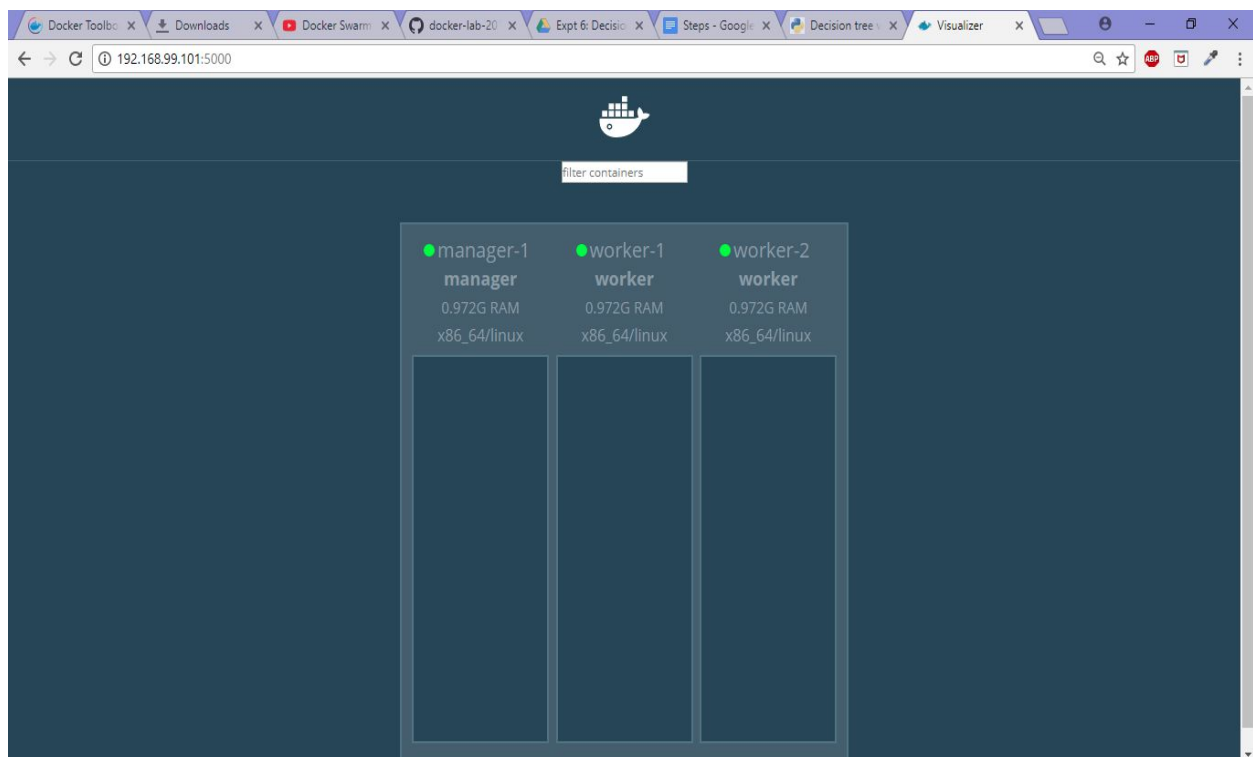 Docker Toolbo Downloads Docker Swarm docker-lab-20 Expt 6: Decisio Steps - Google Decision tree Visualizer
192.168.99.101:5000 ABP
filter containers
manager-1 worker-1 worker-2
manager worker worker
0.972G RAM 0.972G RAM 0.972G RAM
x86_64/linux x86_64/linux x86_64/linux